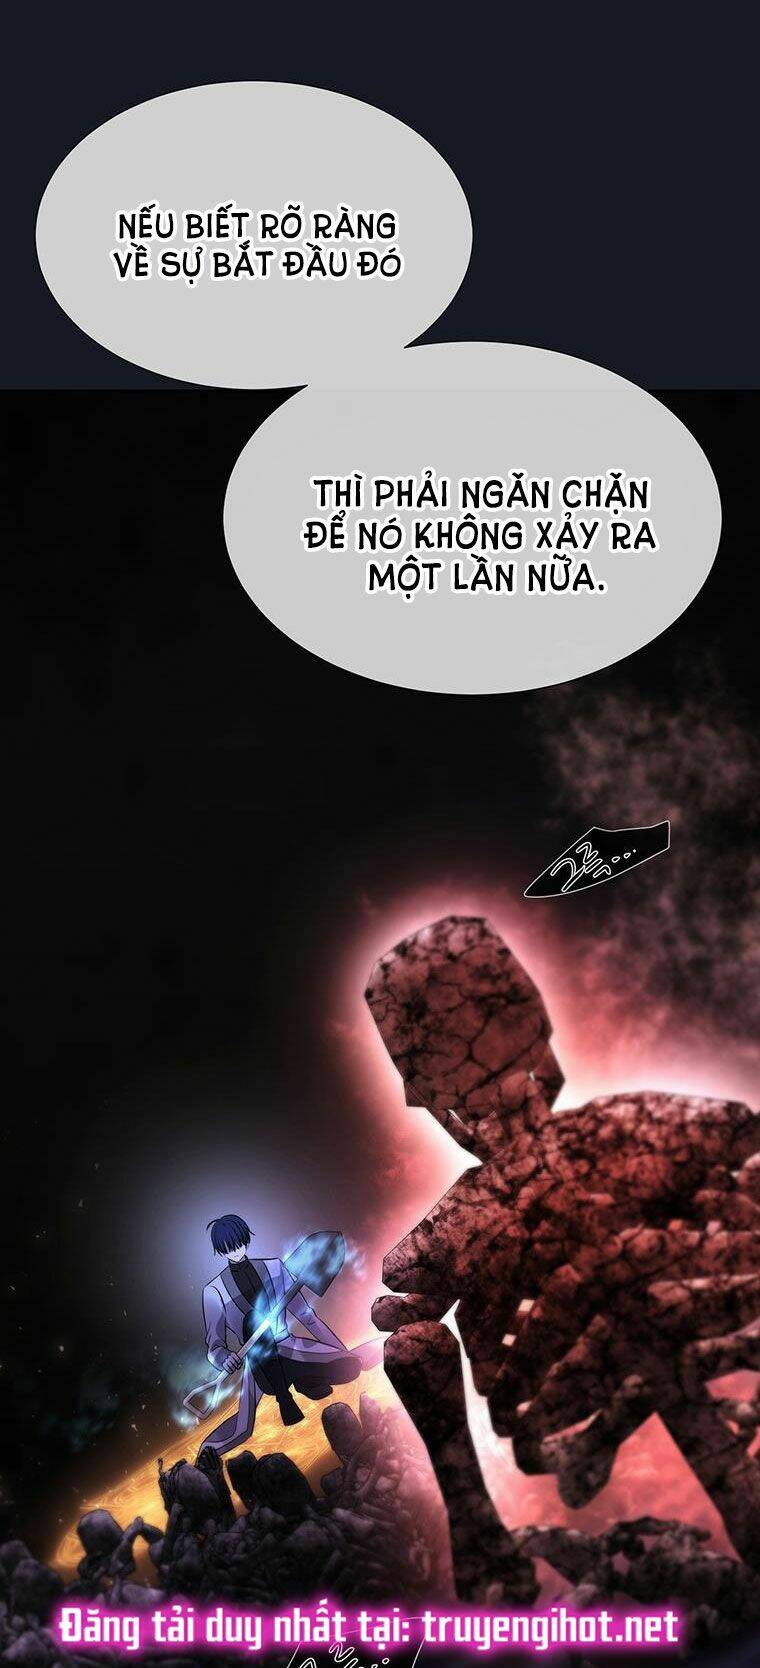 NẾU BIẾT RÕ RÀNG
VỀ SỰ BẮT ĐẦU ĐÓ
THÌ PHẢI NGĂN CHẶN
ĐỂ NÓ KHÔNG XẢY RA
MỘT LẦN NỮA.
Đăng tải duy nhất tại: truyengihot.net